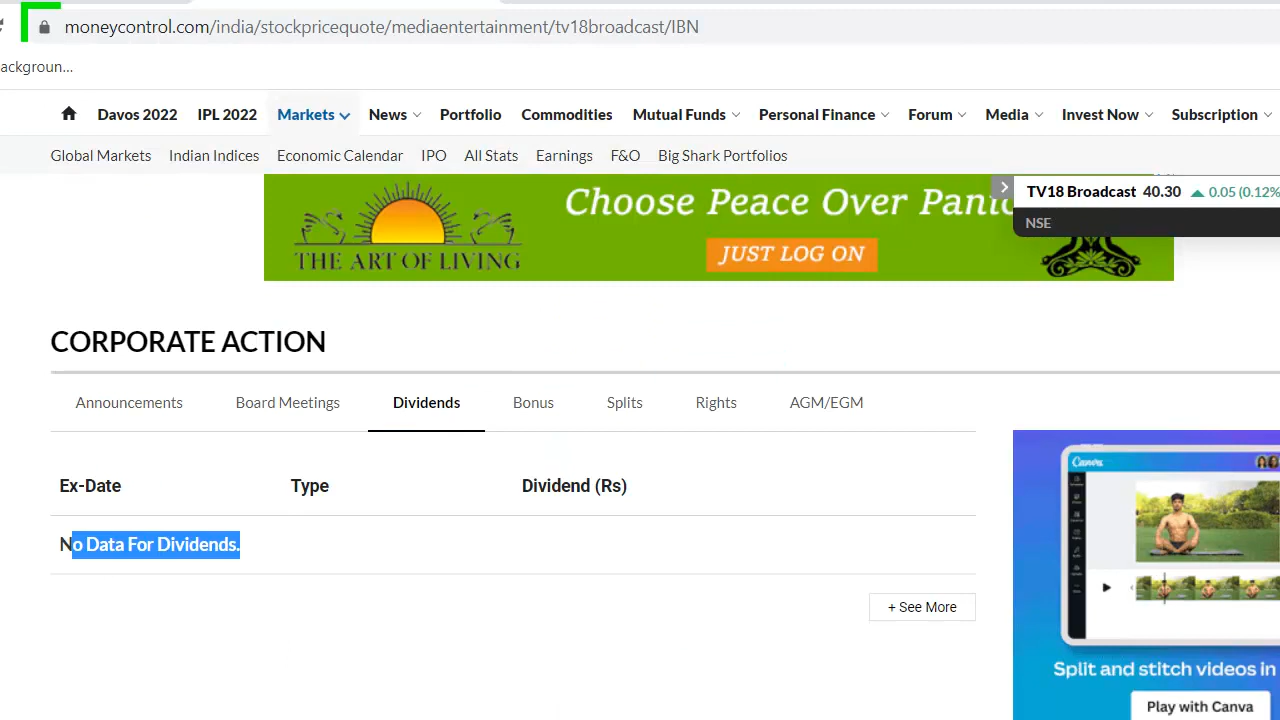 moneycontrol.com/india/stockpricequote/mediaentertainment/tv18broadcast/IBN
ackgroun...
Davos 2022 IPL 2022 Markets News Portfolio Commodities Mutual Funds Personal Finance Forum Media Invest Now Subscription
Global Markets Indian Indices Economic Calendar IPO All Stats Earnings F&O Big Shark Portfolios
THE ART OF LIVING
Choose Peace Over Panic
JUST LOG ON
TV18 Broadcast 40.30 0.05 (0.12%
NSE
CORPORATE ACTION
Announcements Board Meetings Dividends Bonus Splits Rights AGM/EGM
Ex-Date Type Dividend (Rs)
No Data For Dividends.
+ See More
Canva
Split and stitch videos in
Play with Canva